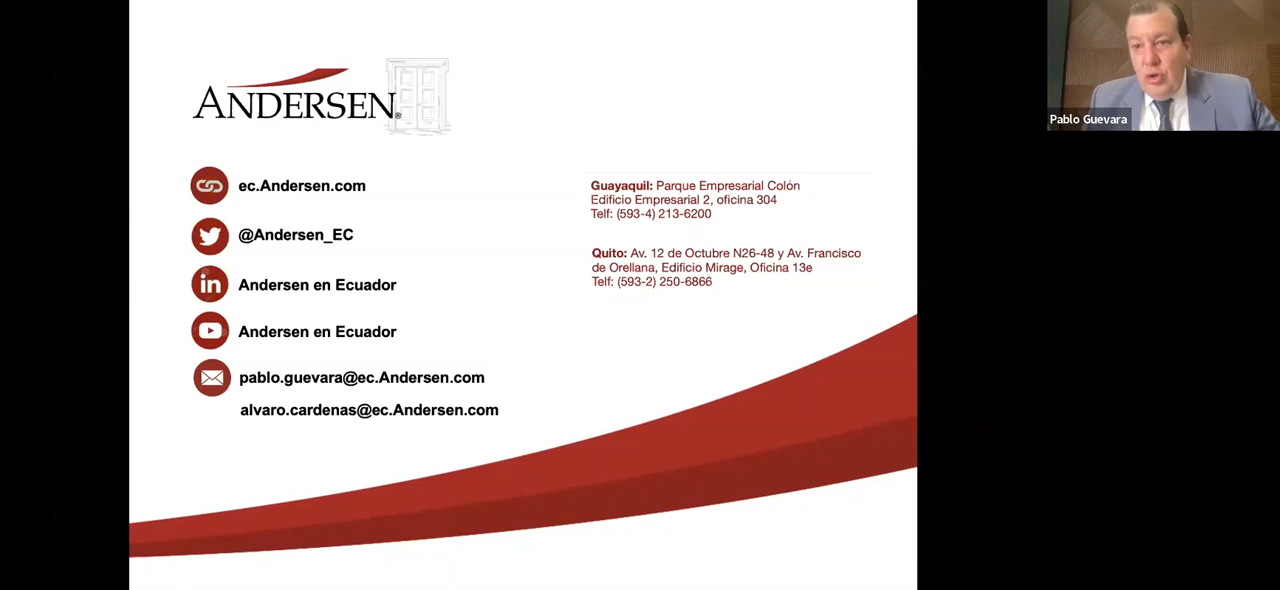 ANDERSEN®
ec.Andersen.com
@Andersen_EC
in Andersen en Ecuador
Andersen en Ecuador
pablo.guevara@ec.Andersen.com
alvaro.cardenas@ec.Andersen.com
Guayaquil: Parque Empresarial Colón
Edificio Empresarial 2, oficina 304
Telf: (593-4) 213-6200
Quito: Av. 12 de Octubre N26-48 y Av. Francisco
de Orellana, Edificio Mirage, Oficina 13e
Telf: (593-2) 250-6866
Pablo Guevara